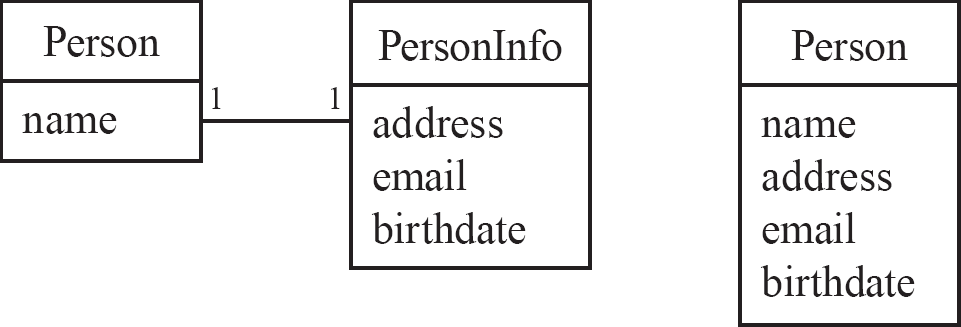 Person
name
1
1
PersonInfo
address
email
birthdate
Person
name
address
email
birthdate